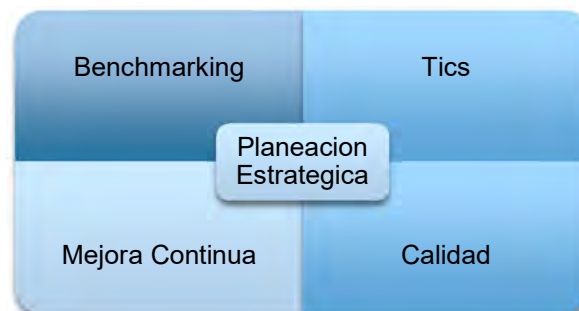 Benchmarking
Tics
Planeacion
Estrategica
Mejora Continua
Calidad